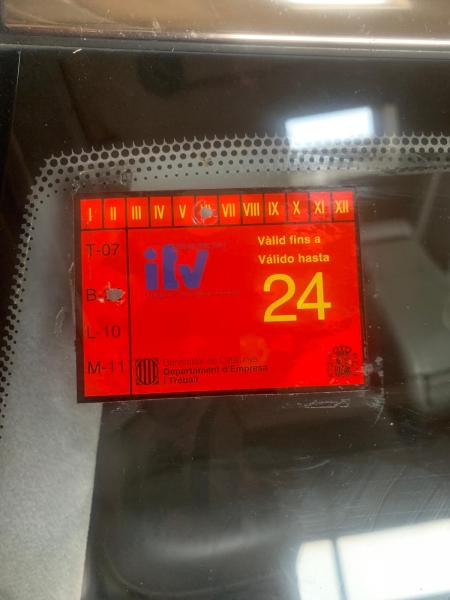 I II III IV V VII VIII IX X XI XII
T-07
B-
L-10
M-11
itv
Vàlid fins a
Válido hasta
24
Generalitat de Catalunya
Departament d'Empresa
i Treball